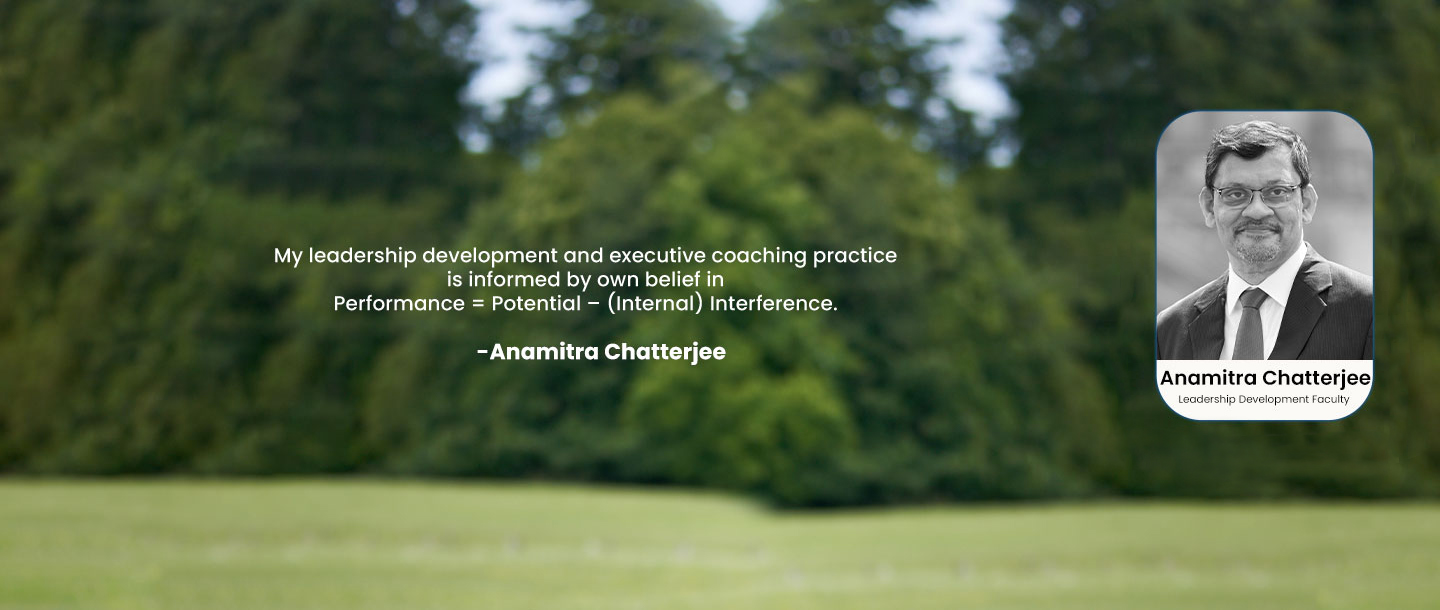 My leadership development and executive coaching practice
is informed by own belief in
Performance = Potential – (Internal) Interference.
-Anamitra Chatterjee
Anamitra Chatterjee
Leadership Development Faculty